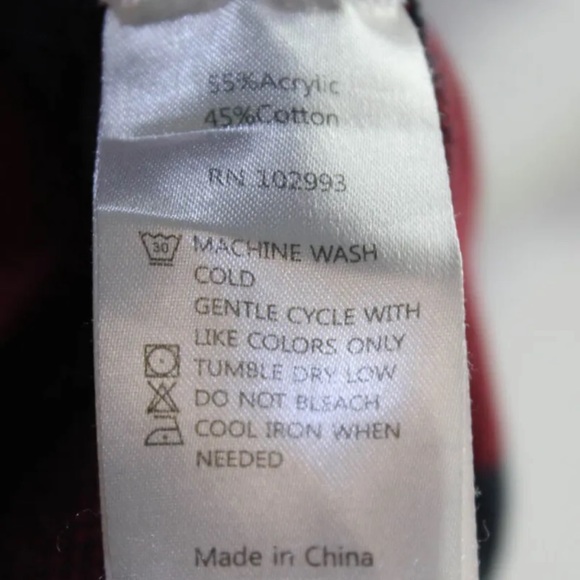 55%Acrylic
45%Cotton
RN 102993
30 MACHINE WASH
COLD
GENTLE CYCLE WITH
LIKE COLORS ONLY
TUMBLE DRY LOW
DO NOT BLEACH
COOL IRON WHEN
NEEDED
Made in China